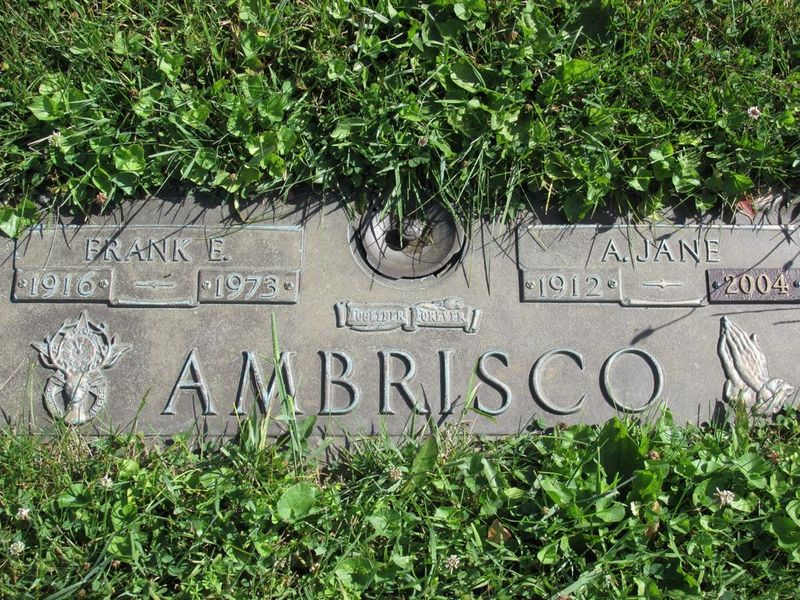 FRANK E.
1916 1973
TOGETHER FOREVER
A. JANE
1912 2004
AMBRISCO